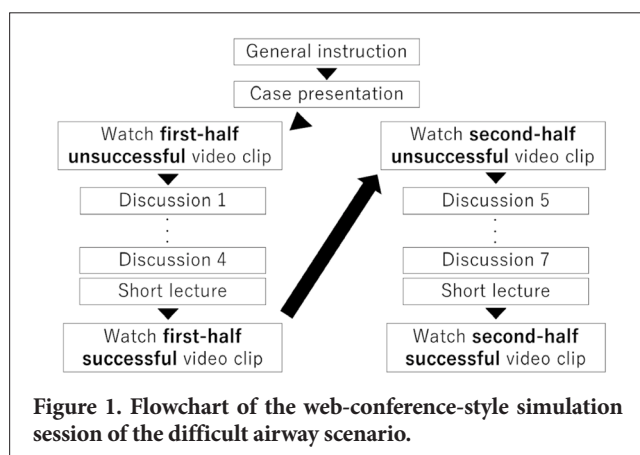 General instruction
Case presentation
Watch first-half
unsuccessful video clip
Discussion 1
Discussion 4
Short lecture
Watch first-half
successful video clip
Watch second-half
unsuccessful video clip
Discussion 5
Discussion 7
Short lecture
Watch second-half
successful video clip
Figure 1. Flowchart of the web-conference-style simulation
session of the difficult airway scenario.